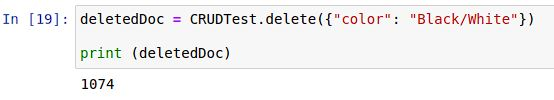 In [19]: deletedDoc = CRUDTest.delete({"color": "Black/White"})
print (deletedDoc)
1074